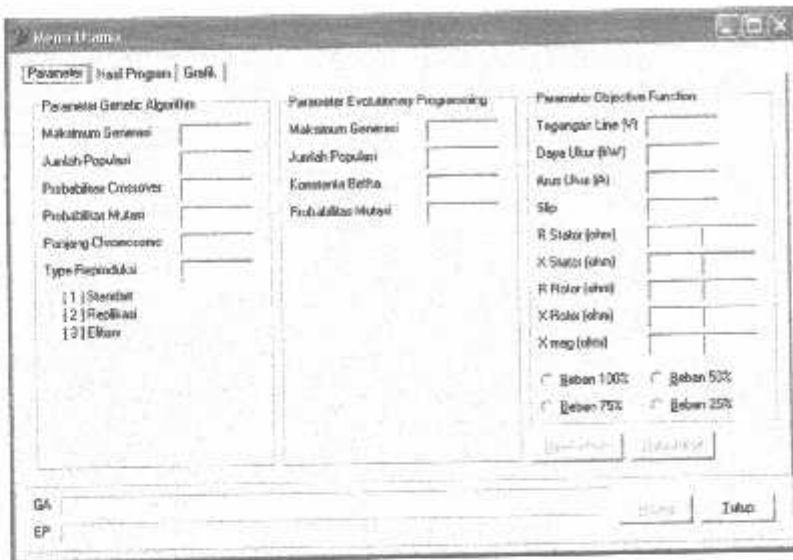 Menu Utama
Parameter Hasil Program Grafik
Parameter Genetic Algorithm
Maksimum Generasi
Jumlah Populasi
Probabilitas Crossover
Probabilitas Mutasi
Panjang Chromosome
Type Reproduksi
[ 1 ] Standart
[ 2 ] Replikasi
[ 3 ] Elitism
Parameter Evolutionary Programming
Maksimum Generasi
Jumlah Populasi
Konstanta Betha
Probabilitas Mutasi
Parameter Objective Function
Tegangan Line (V)
Daya Ukur (kW)
Arus Ukur (A)
Slip
R Stator (ohm)
X Stator (ohm)
R Rotor (ohm)
X Rotor (ohm)
X mag (ohm)
Beban 100% Beban 50%
Beban 75% Beban 25%
GA
EP
Tutup